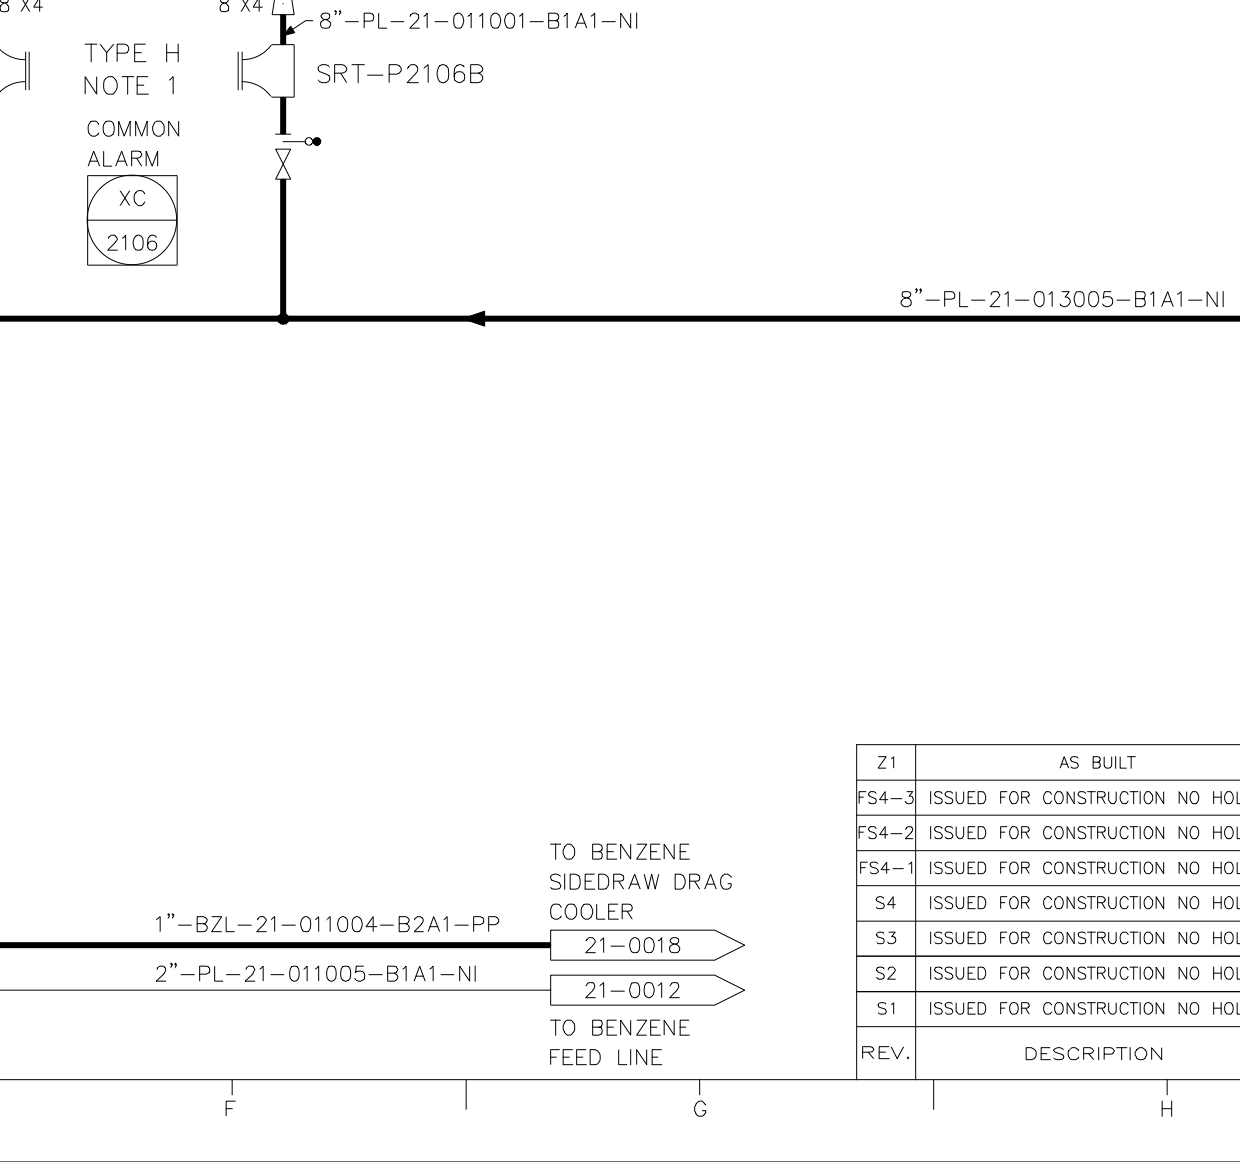 8 X4
8 X4
8"-PL-21-011001-B1A1-NI
TYPE H
NOTE 1
SRT-P2106B
COMMON
ALARM
XC
2106
8"-PL-21-013005-B1A1-NI
Z1 AS BUILT
FS4-3 ISSUED FOR CONSTRUCTION NO HOL
FS4-2 ISSUED FOR CONSTRUCTION NO HOL
FS4-1 ISSUED FOR CONSTRUCTION NO HOL
S4 ISSUED FOR CONSTRUCTION NO HOL
S3 ISSUED FOR CONSTRUCTION NO HOL
S2 ISSUED FOR CONSTRUCTION NO HOL
S1 ISSUED FOR CONSTRUCTION NO HOL
REV. DESCRIPTION
TO BENZENE
SIDEDRAW DRAG
COOLER
1"-BZL-21-011004-B2A1-PP
21-0018
2"-PL-21-011005-B1A1-NI
21-0012
TO BENZENE
FEED LINE
F
G
H